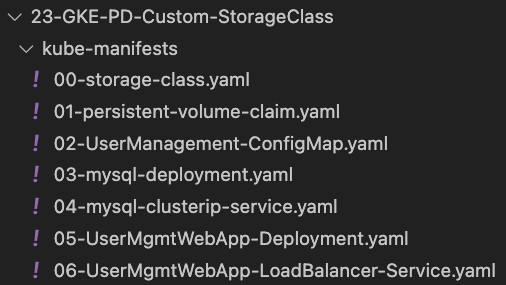 23-GKE-PD-Custom-StorageClass
kube-manifests
! 00-storage-class.yaml
! 01-persistent-volume-claim.yaml
! 02-UserManagement-ConfigMap.yaml
! 03-mysql-deployment.yaml
! 04-mysql-clusterip-service.yaml
! 05-UserMgmtWebApp-Deployment.yaml
! 06-UserMgmtWebApp-LoadBalancer-Service.yaml